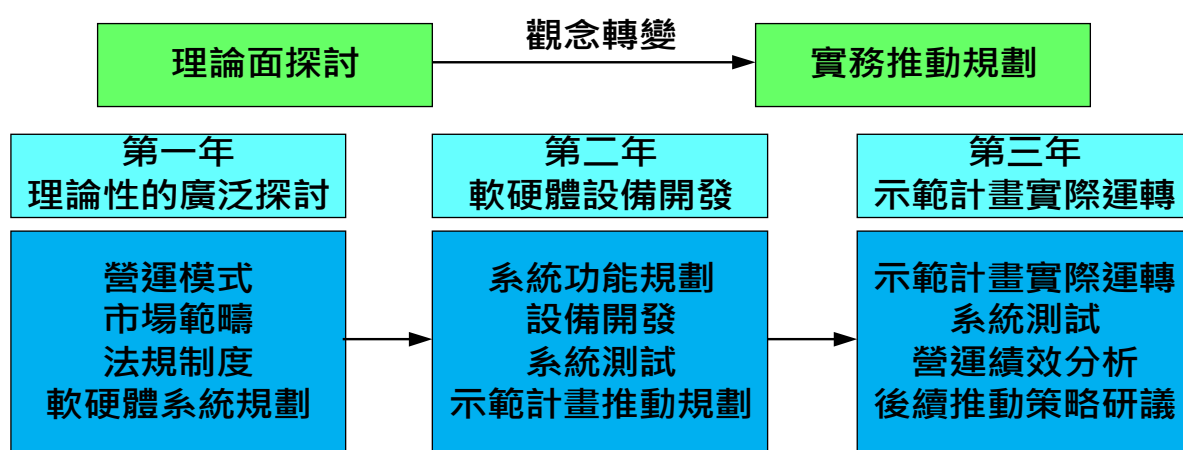 觀念轉變
理論面探討
實務推動規劃
第一年
理論性的廣泛探討
第二年
軟硬體設備開發
第三年
示範計畫實際運轉
營運模式
市場範疇
法規制度
軟硬體系統規劃
系統功能規劃
設備開發
系統測試
示範計畫推動規劃
示範計畫實際運轉
系統測試
營運績效分析
後續推動策略研議